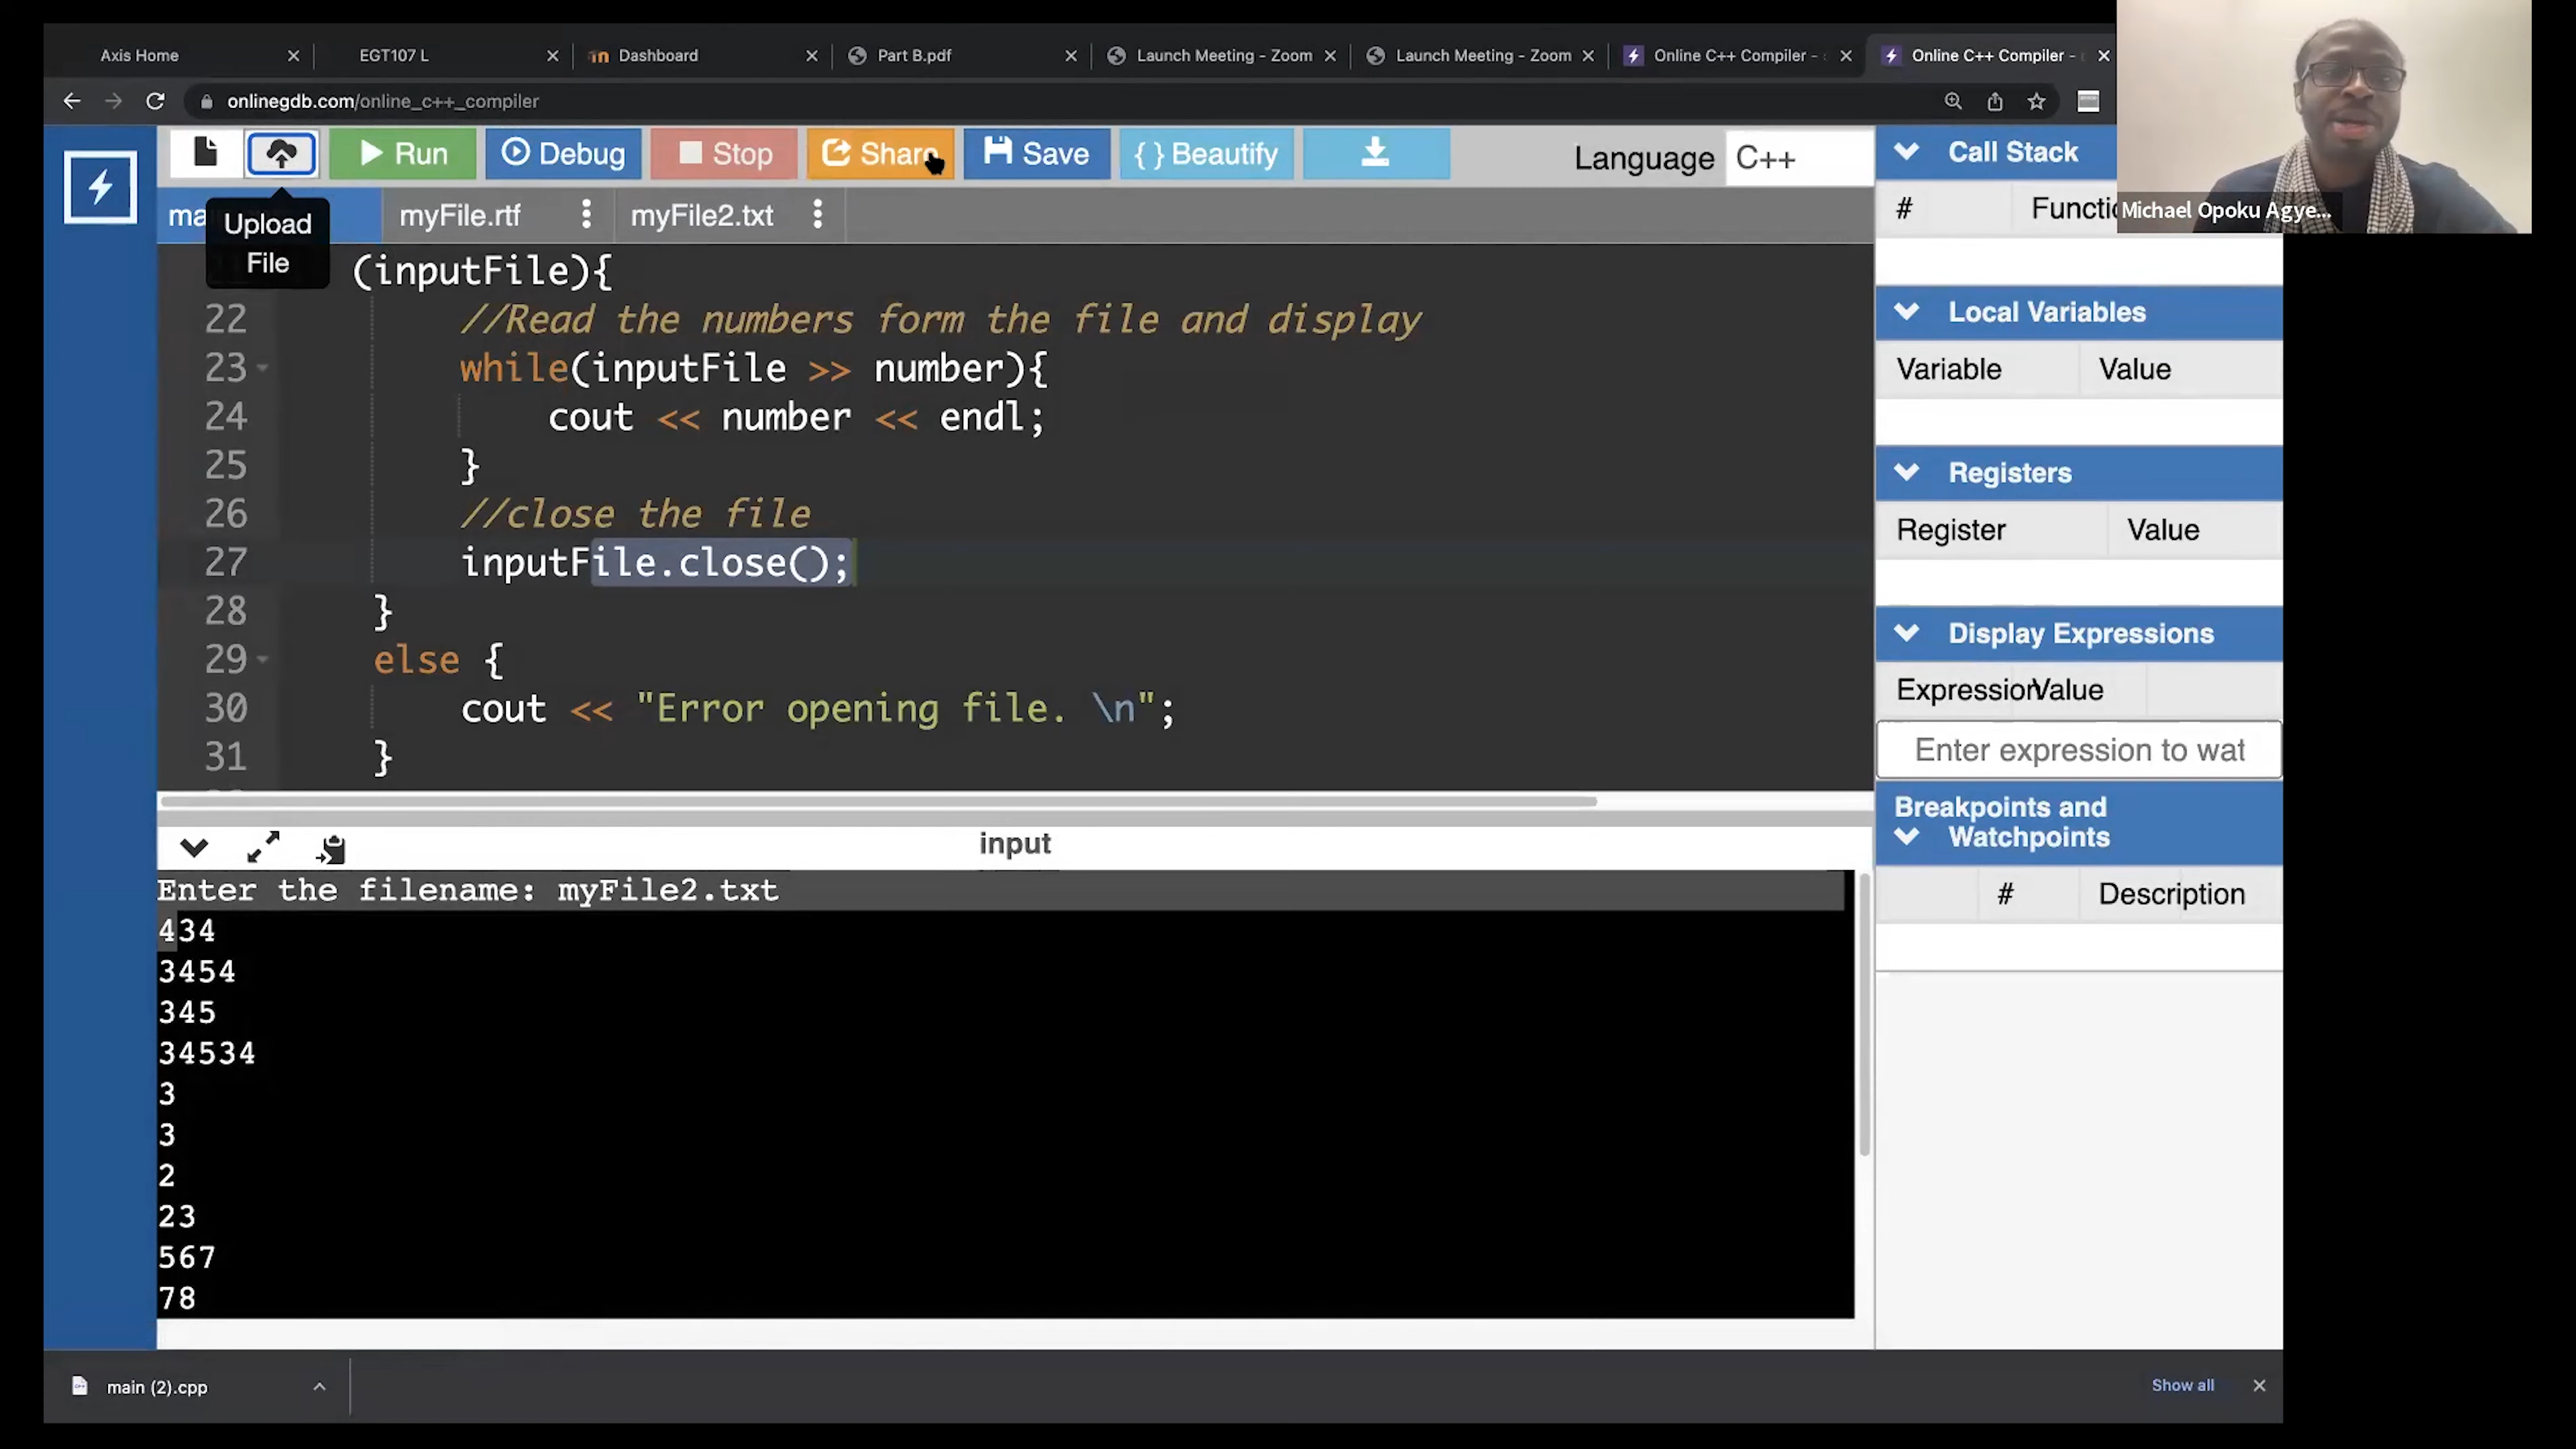 Axis Home
EGT107 L
Dashboard
Part B.pdf
Launch Meeting - Zoom
Launch Meeting - Zoom
Online C++ Compiler -
Online C++ Compiler -
onlinegdb.com/online_c++_compiler
Run
Debug
Stop
Share
Save
{ } Beautify
Language
C++
Upload
File
myFile.rtf
myFile2.txt
(inputFile){
22 //Read the numbers form the file and display
23 while(inputFile >> number){
24 cout << number << endl;
25 }
26 //close the file
27 inputFile.close();
28 }
29 else {
30 cout << "Error opening file. \n";
31 }
input
Enter the filename: myFile2.txt
434
3454
345
34534
3
3
2
23
567
78
Call Stack
#
Michael Opoku Agye...
Local Variables
Variable Value
Registers
Register Value
Display Expressions
Expression Value
Enter expression to wat
Breakpoints and
Watchpoints
# Description
main (2).cpp
Show all